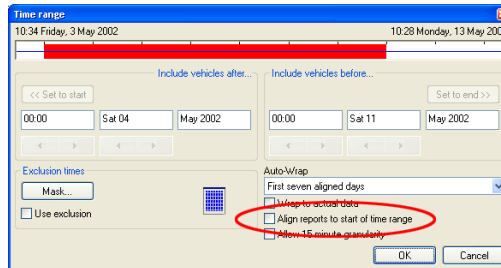 Time range
10:34 Friday, 3 May 2002 10:28 Monday, 13 May 200
Include vehicles after... Include vehicles before...
<< Set to start Set to end >>
00:00 Sat 04 May 2002 00:00 Sat 11 May 2002
Exclusion times Auto-Wrap
Mask... First seven aligned days
Wrap to actual data
Use exclusion Align reports to start of time range
Allow 15 minute granularity
OK Cancel